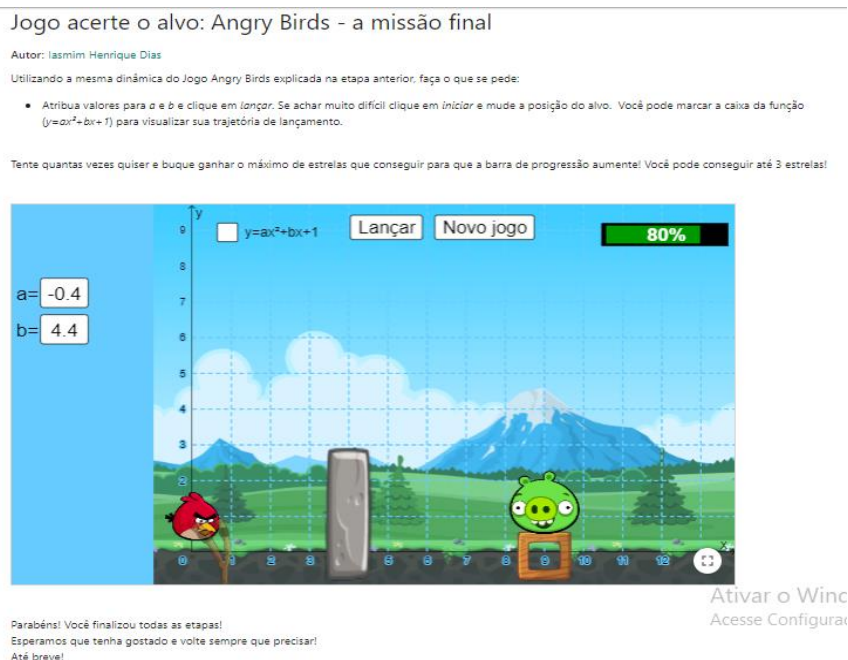 Jogo acerte o alvo: Angry Birds - a missão final
Autor: Iasmim Henrique Dias
Utilizando a mesma dinâmica do Jogo Angry Birds explicada na etapa anterior, faça o que se pede:
• Atribua valores para a e b e clique em lançar. Se achar muito difícil clique em iniciar e mude a posição do alvo. Você pode marcar a caixa da função
(y=ax²+bx+1) para visualizar sua trajetória de lançamento.
Tente quantas vezes quiser e buque ganhar o máximo de estrelas que conseguir para que a barra de progressão aumente! Você pode conseguir até 3 estrelas!
y
9
y=ax²+bx+1
Lançar
Novo jogo
80%
8
a= -0.4
7
b= 4.4
6
5
4
3
2
x
0 1 2 3 5 6 7 8 9 10 11 12
Ativar o Wind
Acesse Configuraç
Parabéns! Você finalizou todas as etapas!
Esperamos que tenha gostado e volte sempre que precisar!
Até breve!